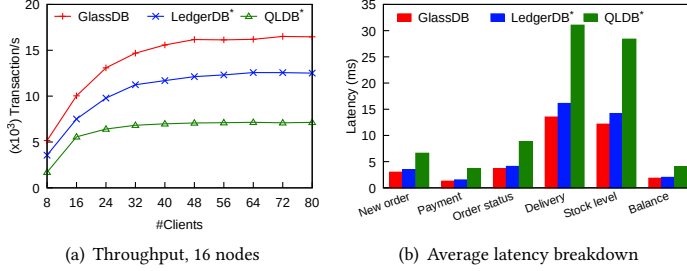 GlassDB LedgerDB* QLDB*
20
15
10
5
0
(x10³) Transaction/s
8 16 24 32 40 48 56 64 72 80
#Clients
(a) Throughput, 16 nodes
GlassDB LedgerDB* QLDB*
35
30
25
20
15
10
5
0
Latency (ms)
New order Payment Order status Delivery Stock level Balance
(b) Average latency breakdown